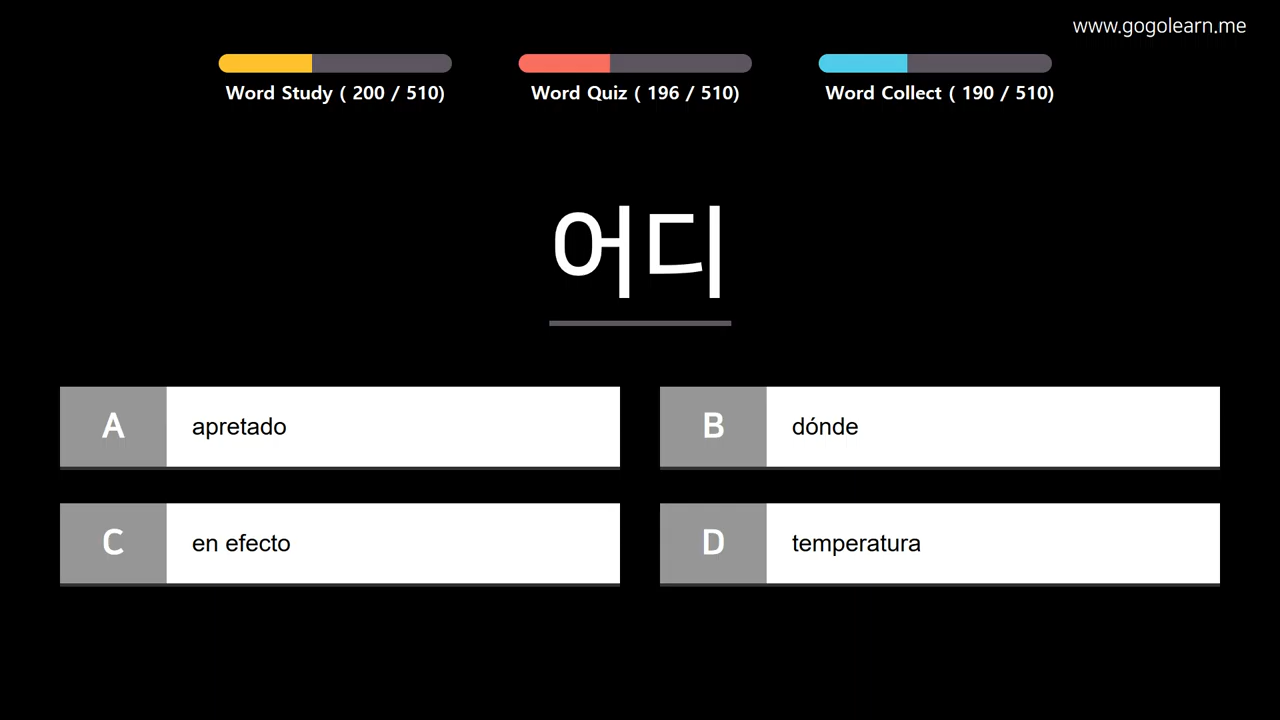 www.gogolearn.me
Word Study ( 200 / 510)
Word Quiz ( 196 / 510)
Word Collect ( 190 / 510)
어디
A
apretado
B
dónde
C
en efecto
D
temperatura